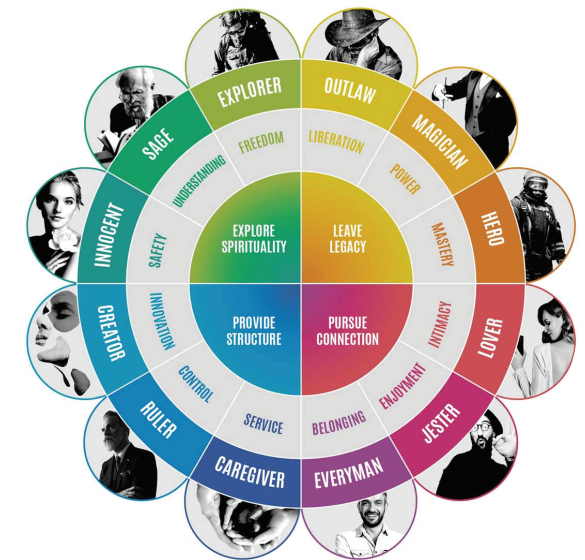 EXPLORER
OUTLAW
MAGICIAN
HERO
LOVER
JESTER
EVERYMAN
CAREGIVER
RULER
CREATOR
INNOCENT
SAGE
FREEDOM
LIBERATION
POWER
MASTERY
INTIMACY
ENJOYMENT
BELONGING
SERVICE
CONTROL
INNOVATION
SAFETY
UNDERSTANDING
EXPLORE
SPIRITUALITY
LEAVE
LEGACY
PROVIDE
STRUCTURE
PURSUE
CONNECTION